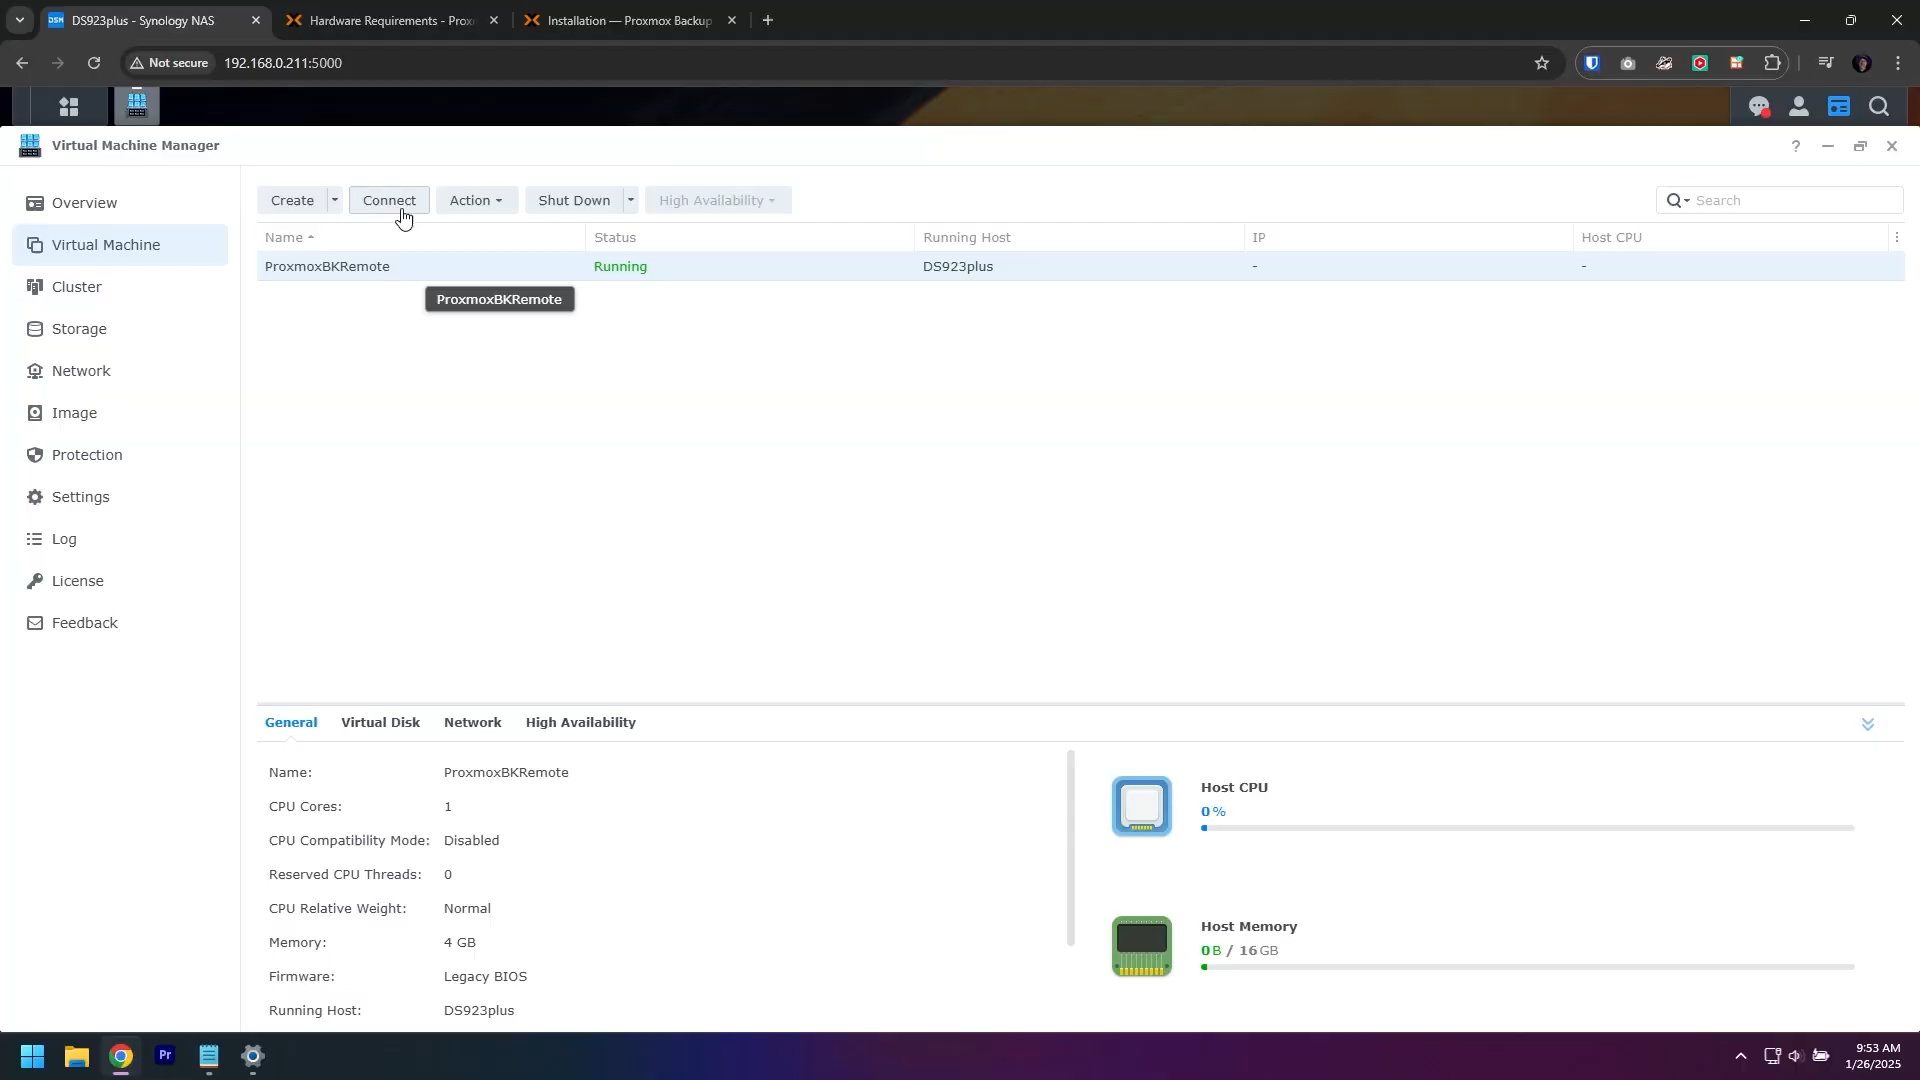 DSM DS923plus - Synology NAS
Hardware Requirements - Prox
Installation — Proxmox Backup
Not secure 192.168.0.211:5000
Virtual Machine Manager
?
Overview
Virtual Machine
Cluster
Storage
Network
Image
Protection
Settings
Log
License
Feedback
Create Connect Action Shut Down High Availability Search
Name Status Running Host IP Host CPU
ProxmoxBKRemote Running DS923plus - -
ProxmoxBKRemote
General Virtual Disk Network High Availability
Name: ProxmoxBKRemote
CPU Cores: 1
CPU Compatibility Mode: Disabled
Reserved CPU Threads: 0
CPU Relative Weight: Normal
Memory: 4 GB
Firmware: Legacy BIOS
Running Host: DS923plus
Host CPU
0 %
Host Memory
0 B / 16 GB
Pr
9:53 AM
1/26/2025